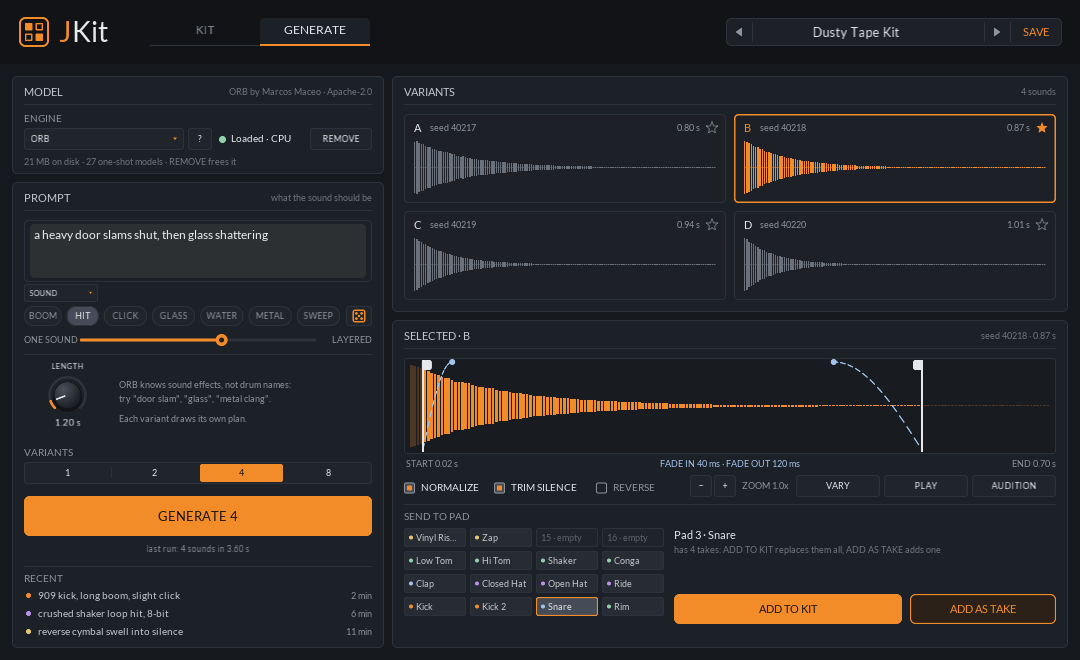 JKit
KIT
GENERATE
Dusty Tape Kit
SAVE
MODEL
ORB by Marcos Maceo · Apache-2.0
ENGINE
ORB
?
Loaded · CPU
REMOVE
21 MB on disk · 27 one-shot models · REMOVE frees it
PROMPT
what the sound should be
a heavy door slams shut, then glass shattering
SOUND
BOOM
HIT
CLICK
GLASS
WATER
METAL
SWEEP
ONE SOUND
LAYERED
LENGTH
1.20 s
ORB knows sound effects, not drum names:
try "door slam", "glass", "metal clang".
Each variant draws its own plan.
VARIANTS
1
2
4
8
GENERATE 4
last run: 4 sounds in 3.60 s
RECENT
909 kick, long boom, slight click
2 min
crushed shaker loop hit, 8-bit
6 min
reverse cymbal swell into silence
11 min
VARIANTS
4 sounds
A seed 40217
0.80 s
B seed 40218
0.87 s
C seed 40219
0.94 s
D seed 40220
1.01 s
SELECTED · B
seed 40218 · 0.87 s
START 0.02 s
FADE IN 40 ms · FADE OUT 120 ms
END 0.70 s
NORMALIZE
TRIM SILENCE
REVERSE
−
+
ZOOM 1.0x
VARY
PLAY
AUDITION
SEND TO PAD
Vinyl Ris...
Zap
15 · empty
16 · empty
Low Tom
Hi Tom
Shaker
Conga
Clap
Closed Hat
Open Hat
Ride
Kick
Kick 2
Snare
Rim
Pad 3 · Snare
has 4 takes: ADD TO KIT replaces them all, ADD AS TAKE adds one
ADD TO KIT
ADD AS TAKE